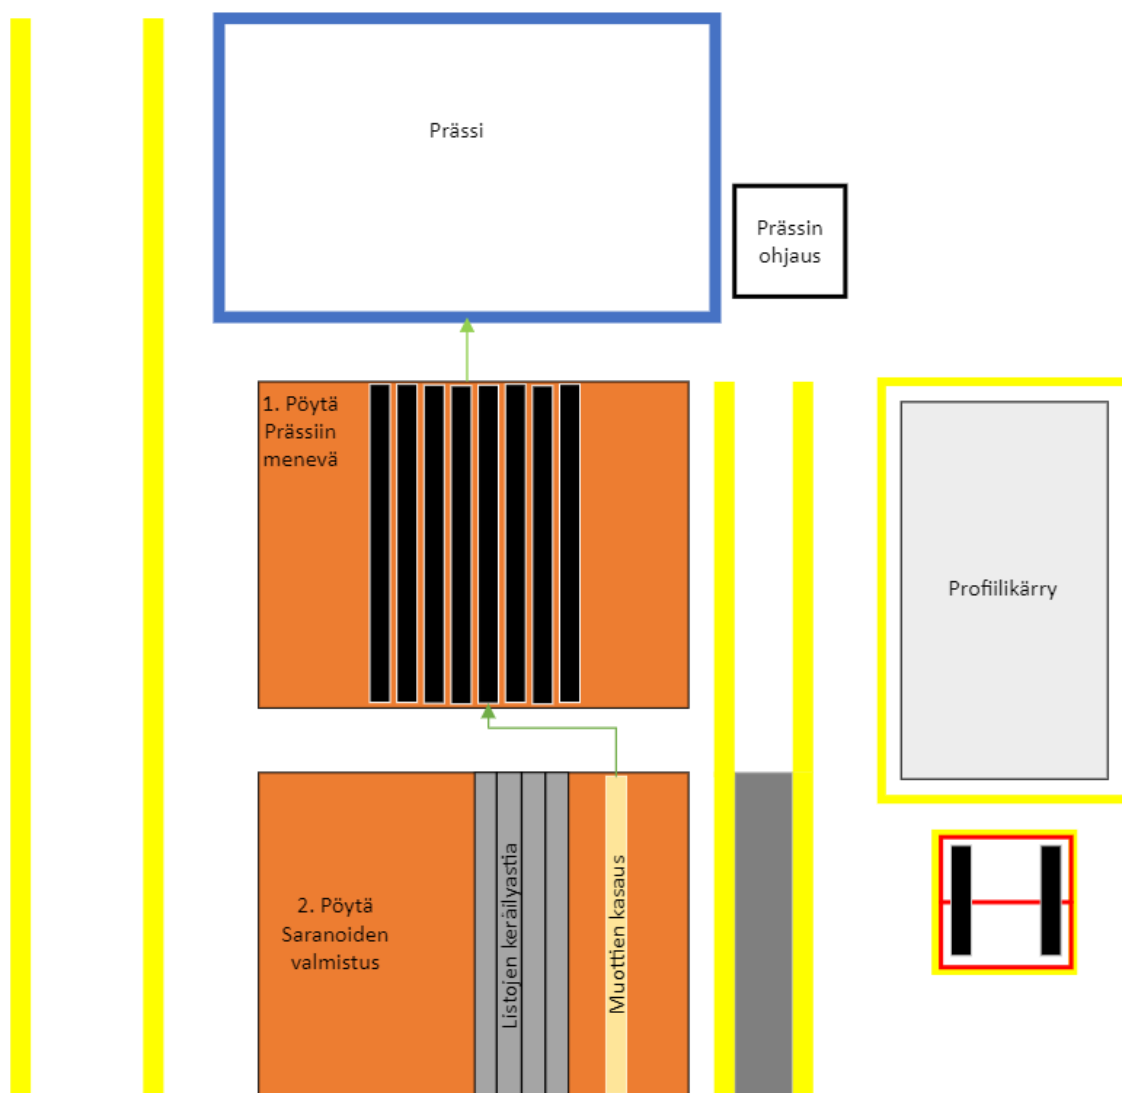 Prässi
Prässin
ohjaus
1. Pöytä
Prässiin
menevä
Profiilikärry
2. Pöytä
Saranoiden
valmistus
Listojen keräilyastia
Muottien kasaus